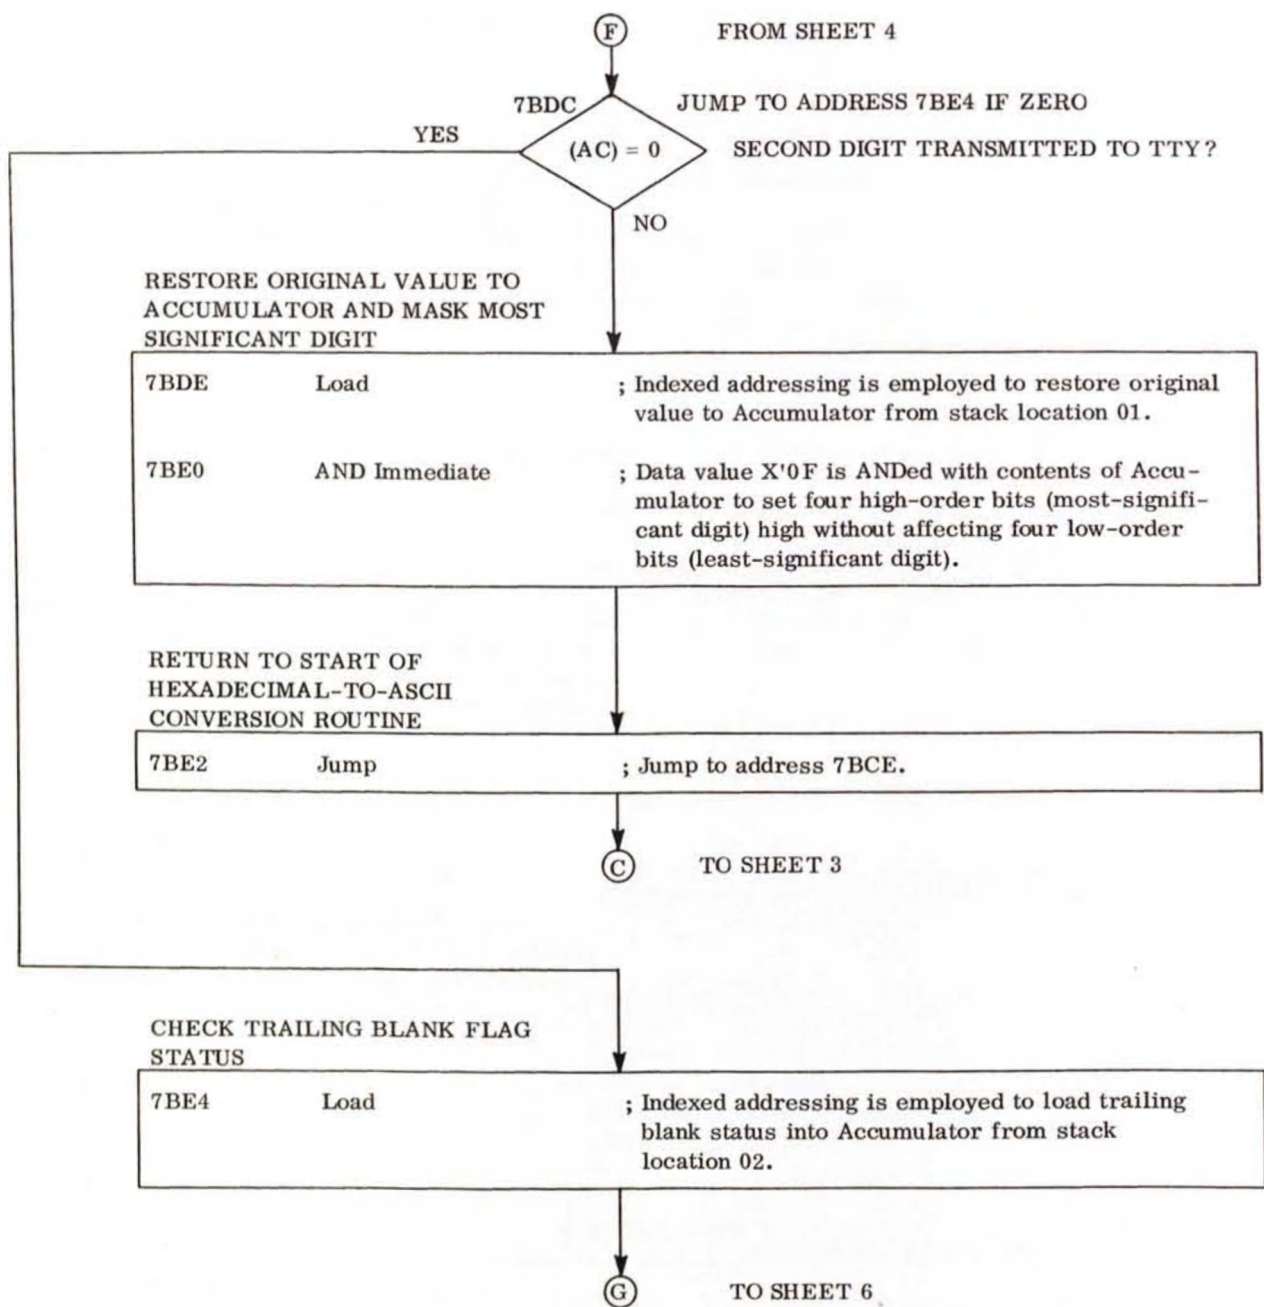 F FROM SHEET 4
7BDC JUMP TO ADDRESS 7BE4 IF ZERO
YES (AC) = 0 SECOND DIGIT TRANSMITTED TO TTY?
NO
RESTORE ORIGINAL VALUE TO
ACCUMULATOR AND MASK MOST
SIGNIFICANT DIGIT
7BDE Load ; Indexed addressing is employed to restore original
value to Accumulator from stack location 01.
7BE0 AND Immediate ; Data value X'0F is ANDed with contents of Accu-
mulator to set four high-order bits (most-signifi-
cant digit) high without affecting four low-order
bits (least-significant digit).
RETURN TO START OF
HEXADECIMAL-TO-ASCII
CONVERSION ROUTINE
7BE2 Jump ; Jump to address 7BCE.
C TO SHEET 3
CHECK TRAILING BLANK FLAG
STATUS
7BE4 Load ; Indexed addressing is employed to load trailing
blank status into Accumulator from stack
location 02.
G TO SHEET 6